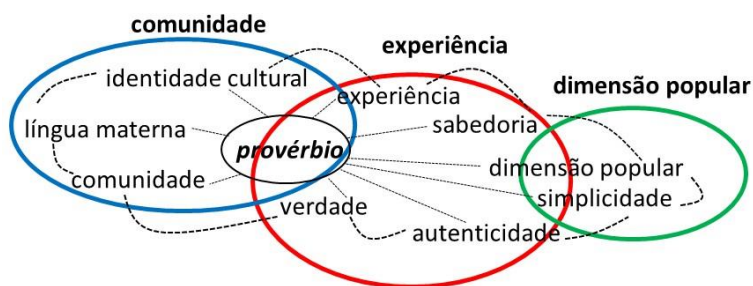 comunidade
experiência
dimensão popular
identidade cultural
experiência
sabedoria
língua materna
provérbio
dimensão popular
comunidade
simplicidade
verdade
autenticidade